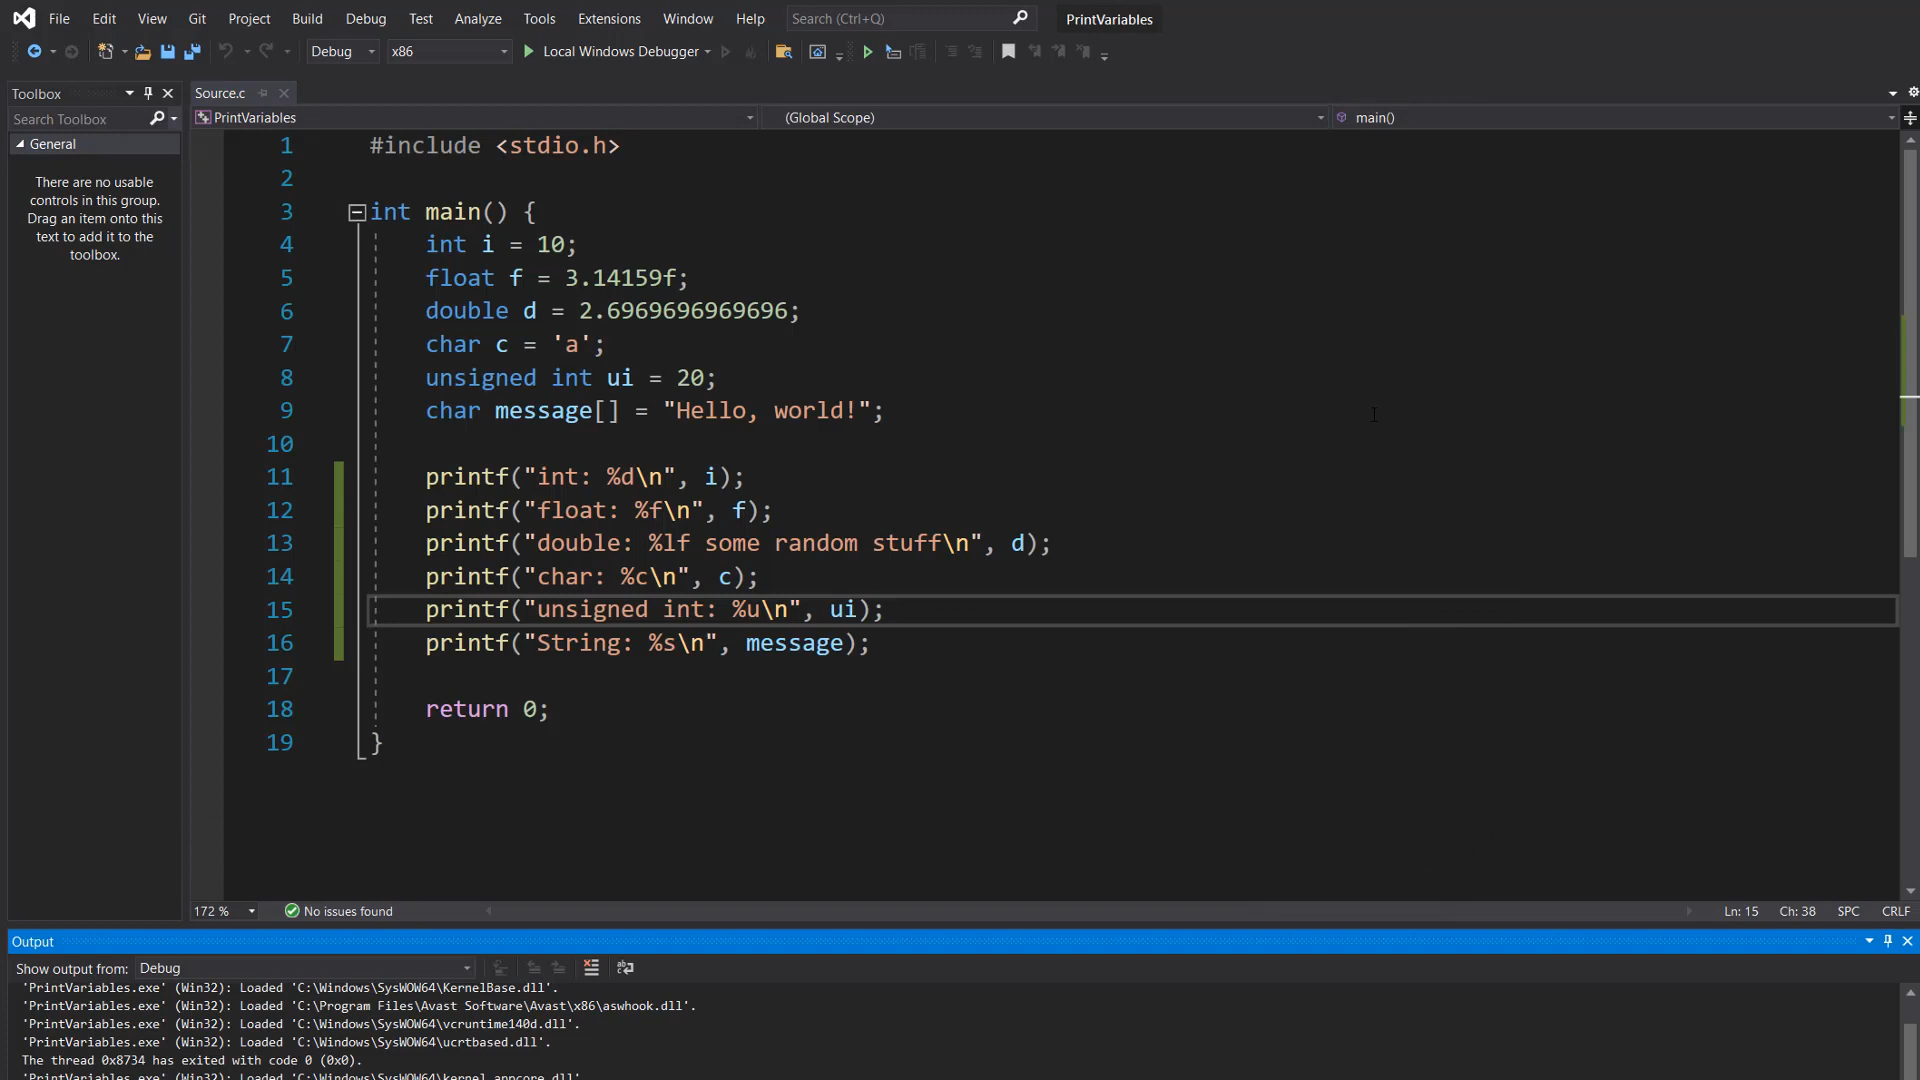 File Edit View Git Project Build Debug Test Analyze Tools Extensions Window Help Search (Ctrl+Q) PrintVariables
Debug x86 Local Windows Debugger
Toolbox
Search Toolbox
General
There are no usable
controls in this group.
Drag an item onto this
text to add it to the
toolbox.
Source.c
PrintVariables (Global Scope) main()
1 #include <stdio.h>
2
3 int main() {
4 int i = 10;
5 float f = 3.14159f;
6 double d = 2.6969696969696;
7 char c = 'a';
8 unsigned int ui = 20;
9 char message[] = "Hello, world!";
10
11 printf("int: %d\n", i);
12 printf("float: %f\n", f);
13 printf("double: %lf some random stuff\n", d);
14 printf("char: %c\n", c);
15 printf("unsigned int: %u\n", ui);
16 printf("String: %s\n", message);
17
18 return 0;
19 }
172 % No issues found Ln: 15 Ch: 38 SPC CRLF
Output
Show output from: Debug
'PrintVariables.exe' (Win32): Loaded 'C:\Windows\SysWOW64\KernelBase.dll'.
'PrintVariables.exe' (Win32): Loaded 'C:\Program Files\Avast Software\Avast\x86\aswhook.dll'.
'PrintVariables.exe' (Win32): Loaded 'C:\Windows\SysWOW64\vcruntime140d.dll'.
'PrintVariables.exe' (Win32): Loaded 'C:\Windows\SysWOW64\ucrtbased.dll'.
The thread 0x8734 has exited with code 0 (0x0).
'PrintVariables.exe' (Win32): Loaded 'C:\Windows\SysWOW64\kernel.appcore.dll'